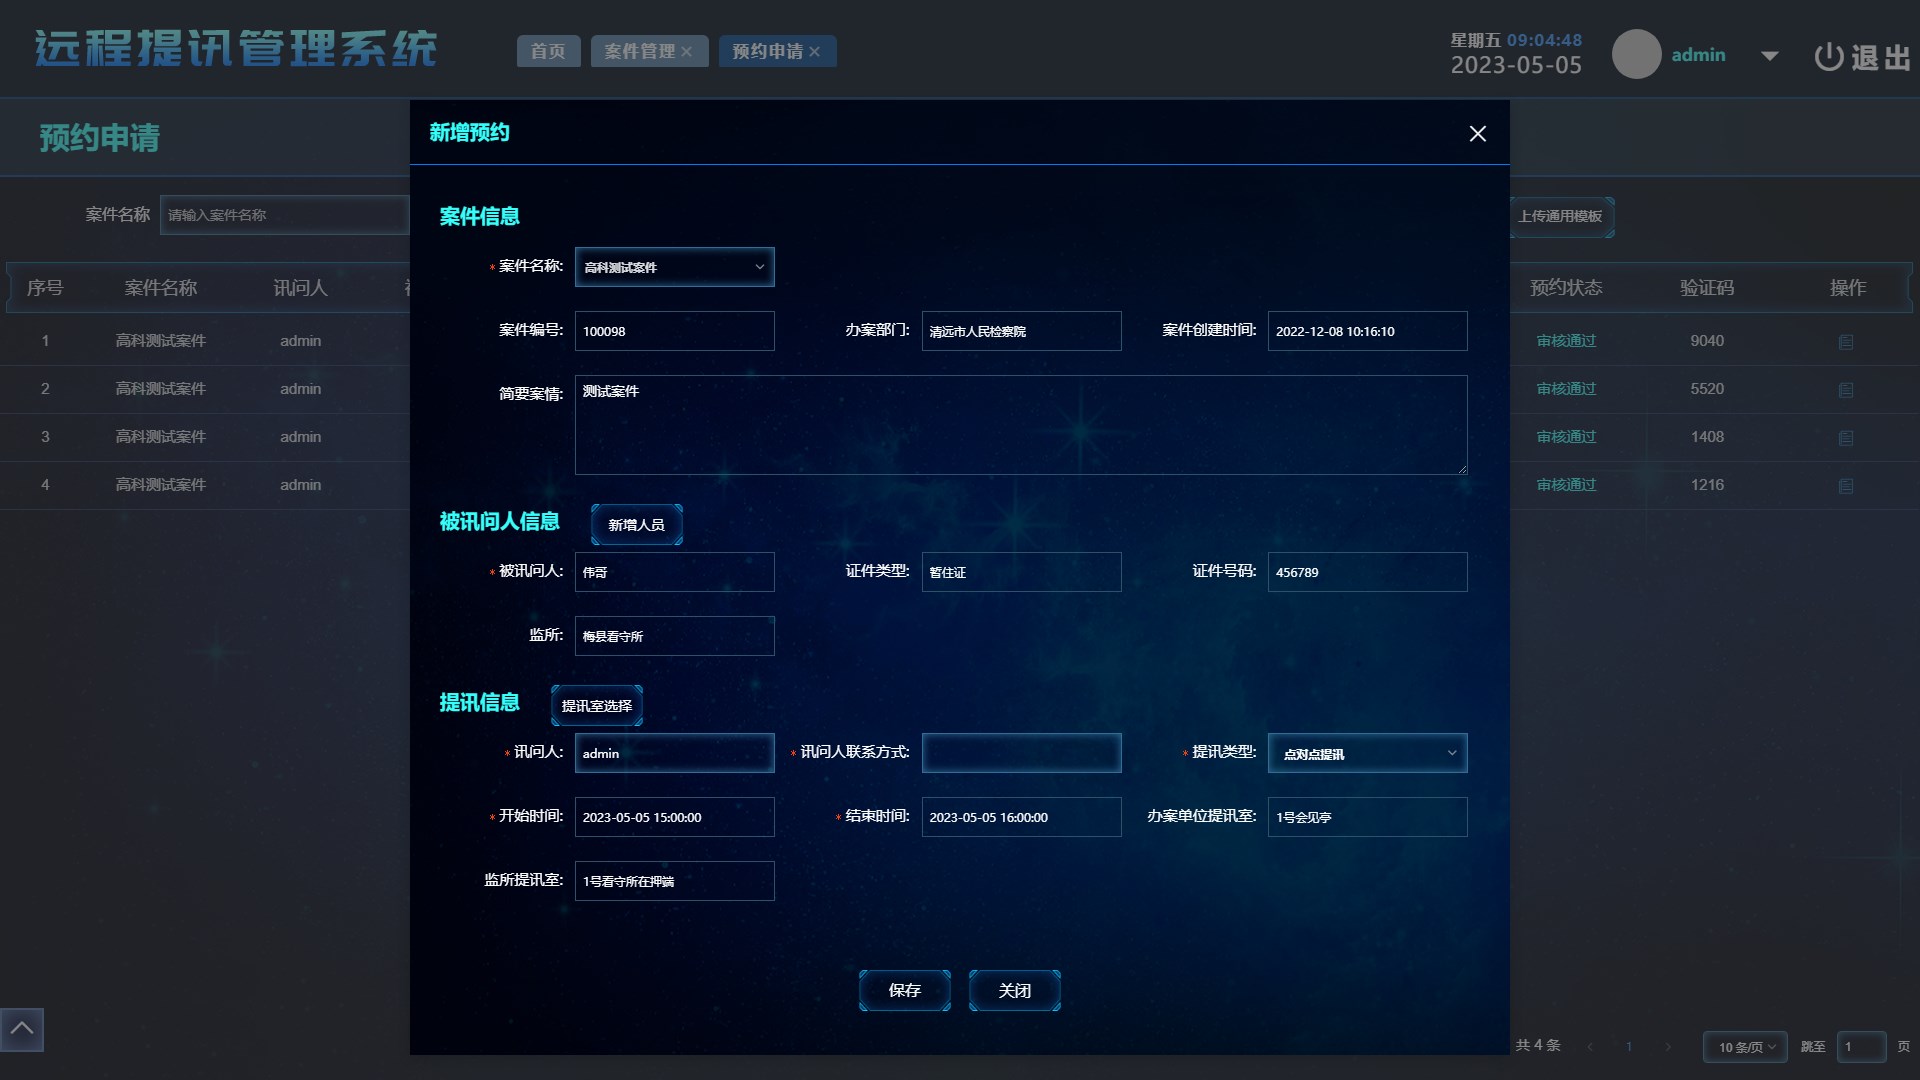 远程提讯管理系统
首页 案件管理 预约申请
星期五 09:04:48
2023-05-05
admin
退出
预约申请
案件名称 请输入案件名称
上传通用模板
序号 案件名称 讯问人 预约状态 验证码 操作
1 高科测试案件 admin 审核通过 9040
2 高科测试案件 admin 审核通过 5520
3 高科测试案件 admin 审核通过 1408
4 高科测试案件 admin 审核通过 1216
新增预约
案件信息
*案件名称: 高科测试案件
案件编号: 100098 办案部门: 清远市人民检察院 案件创建时间: 2022-12-08 10:16:10
简要案情: 测试案件
被讯问人信息 新增人员
*被讯问人: 伟哥 证件类型: 暂住证 证件号码: 456789
监所: 梅县看守所
提讯信息 提讯室选择
*讯问人: admin *讯问人联系方式: *提讯类型: 点对点提讯
*开始时间: 2023-05-05 15:00:00 *结束时间: 2023-05-05 16:00:00 办案单位提讯室: 1号会见亭
监所提讯室: 1号看守所在押端
保存 关闭
共 4 条 1 10 条/页 跳至 1 页